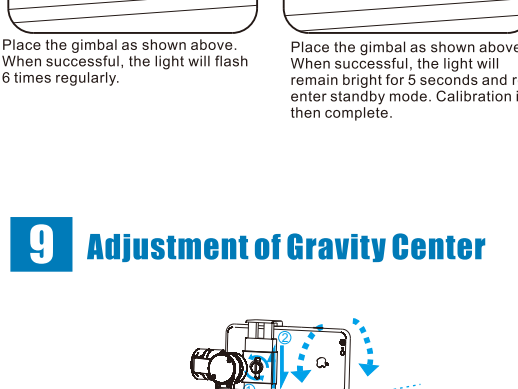 Place the gimbal as shown above.
When successful, the light will flash
6 times regularly.
Place the gimbal as shown above
When successful, the light will
remain bright for 5 seconds and
enter standby mode. Calibration
then complete.
9 Adjustment of Gravity Center
②